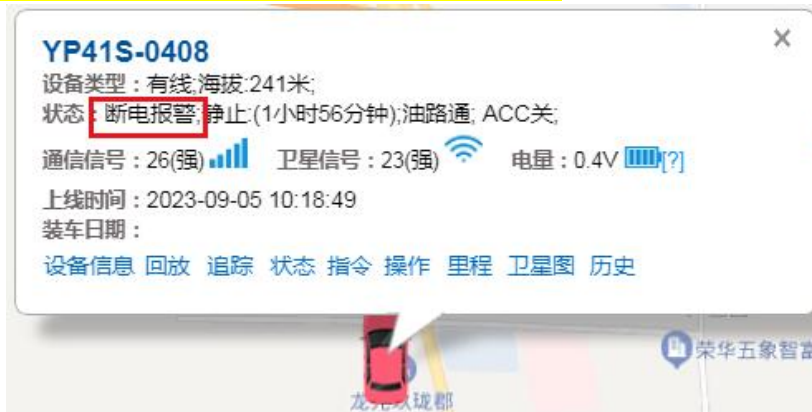 YP41S-0408
设备类型：有线;海拔:241米;
状态：断电报警;静止:(1小时56分钟);油路通; ACC关;
通信信号：26(强) 卫星信号：23(强) 电量：0.4V [?]
上线时间：2023-09-05 10:18:49
装车日期：
设备信息 回放 追踪 状态 指令 操作 里程 卫星图 历史
荣华五象智富
珑郡